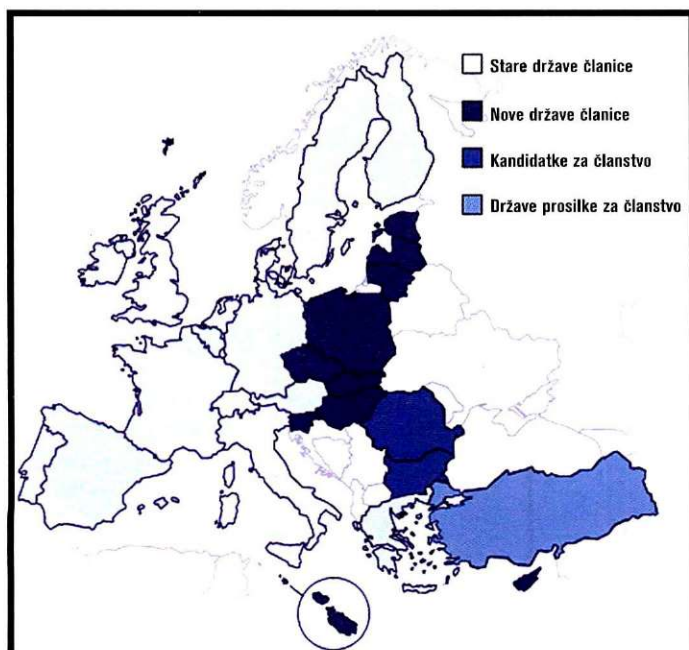 Stare države članice
Nove države članice
Kandidatke za članstvo
Države prosilke za članstvo